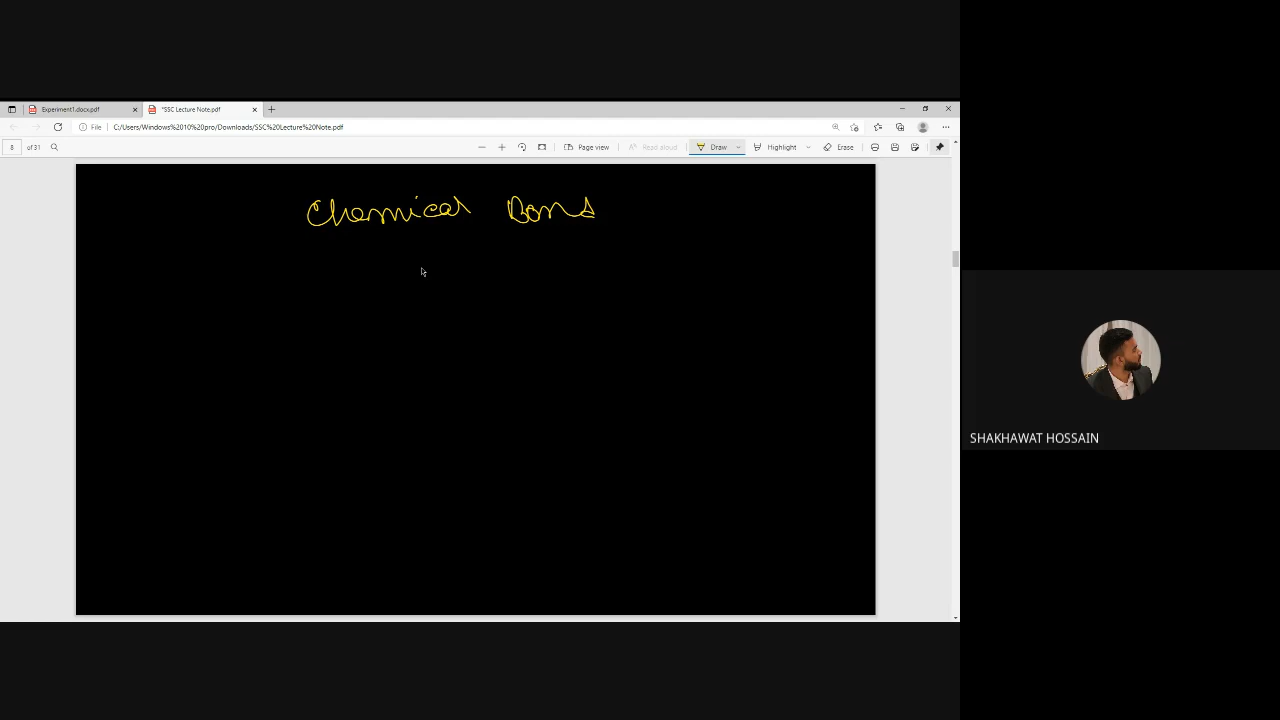 Experiment1.docx.pdf
*SSC Lecture Note.pdf
File
C:/Users/Windows%2010%20pro/Downloads/SSC%20Lecture%20Note.pdf
8 of 31
Page view
Read aloud
Draw
Highlight
Erase
Chemical Bond
SHAKHAWAT HOSSAIN